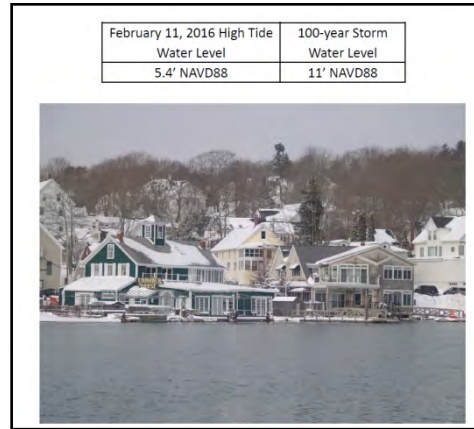 February 11, 2016 High Tide
Water Level
100-year Storm
Water Level
5.4’ NAVD88
11’ NAVD88